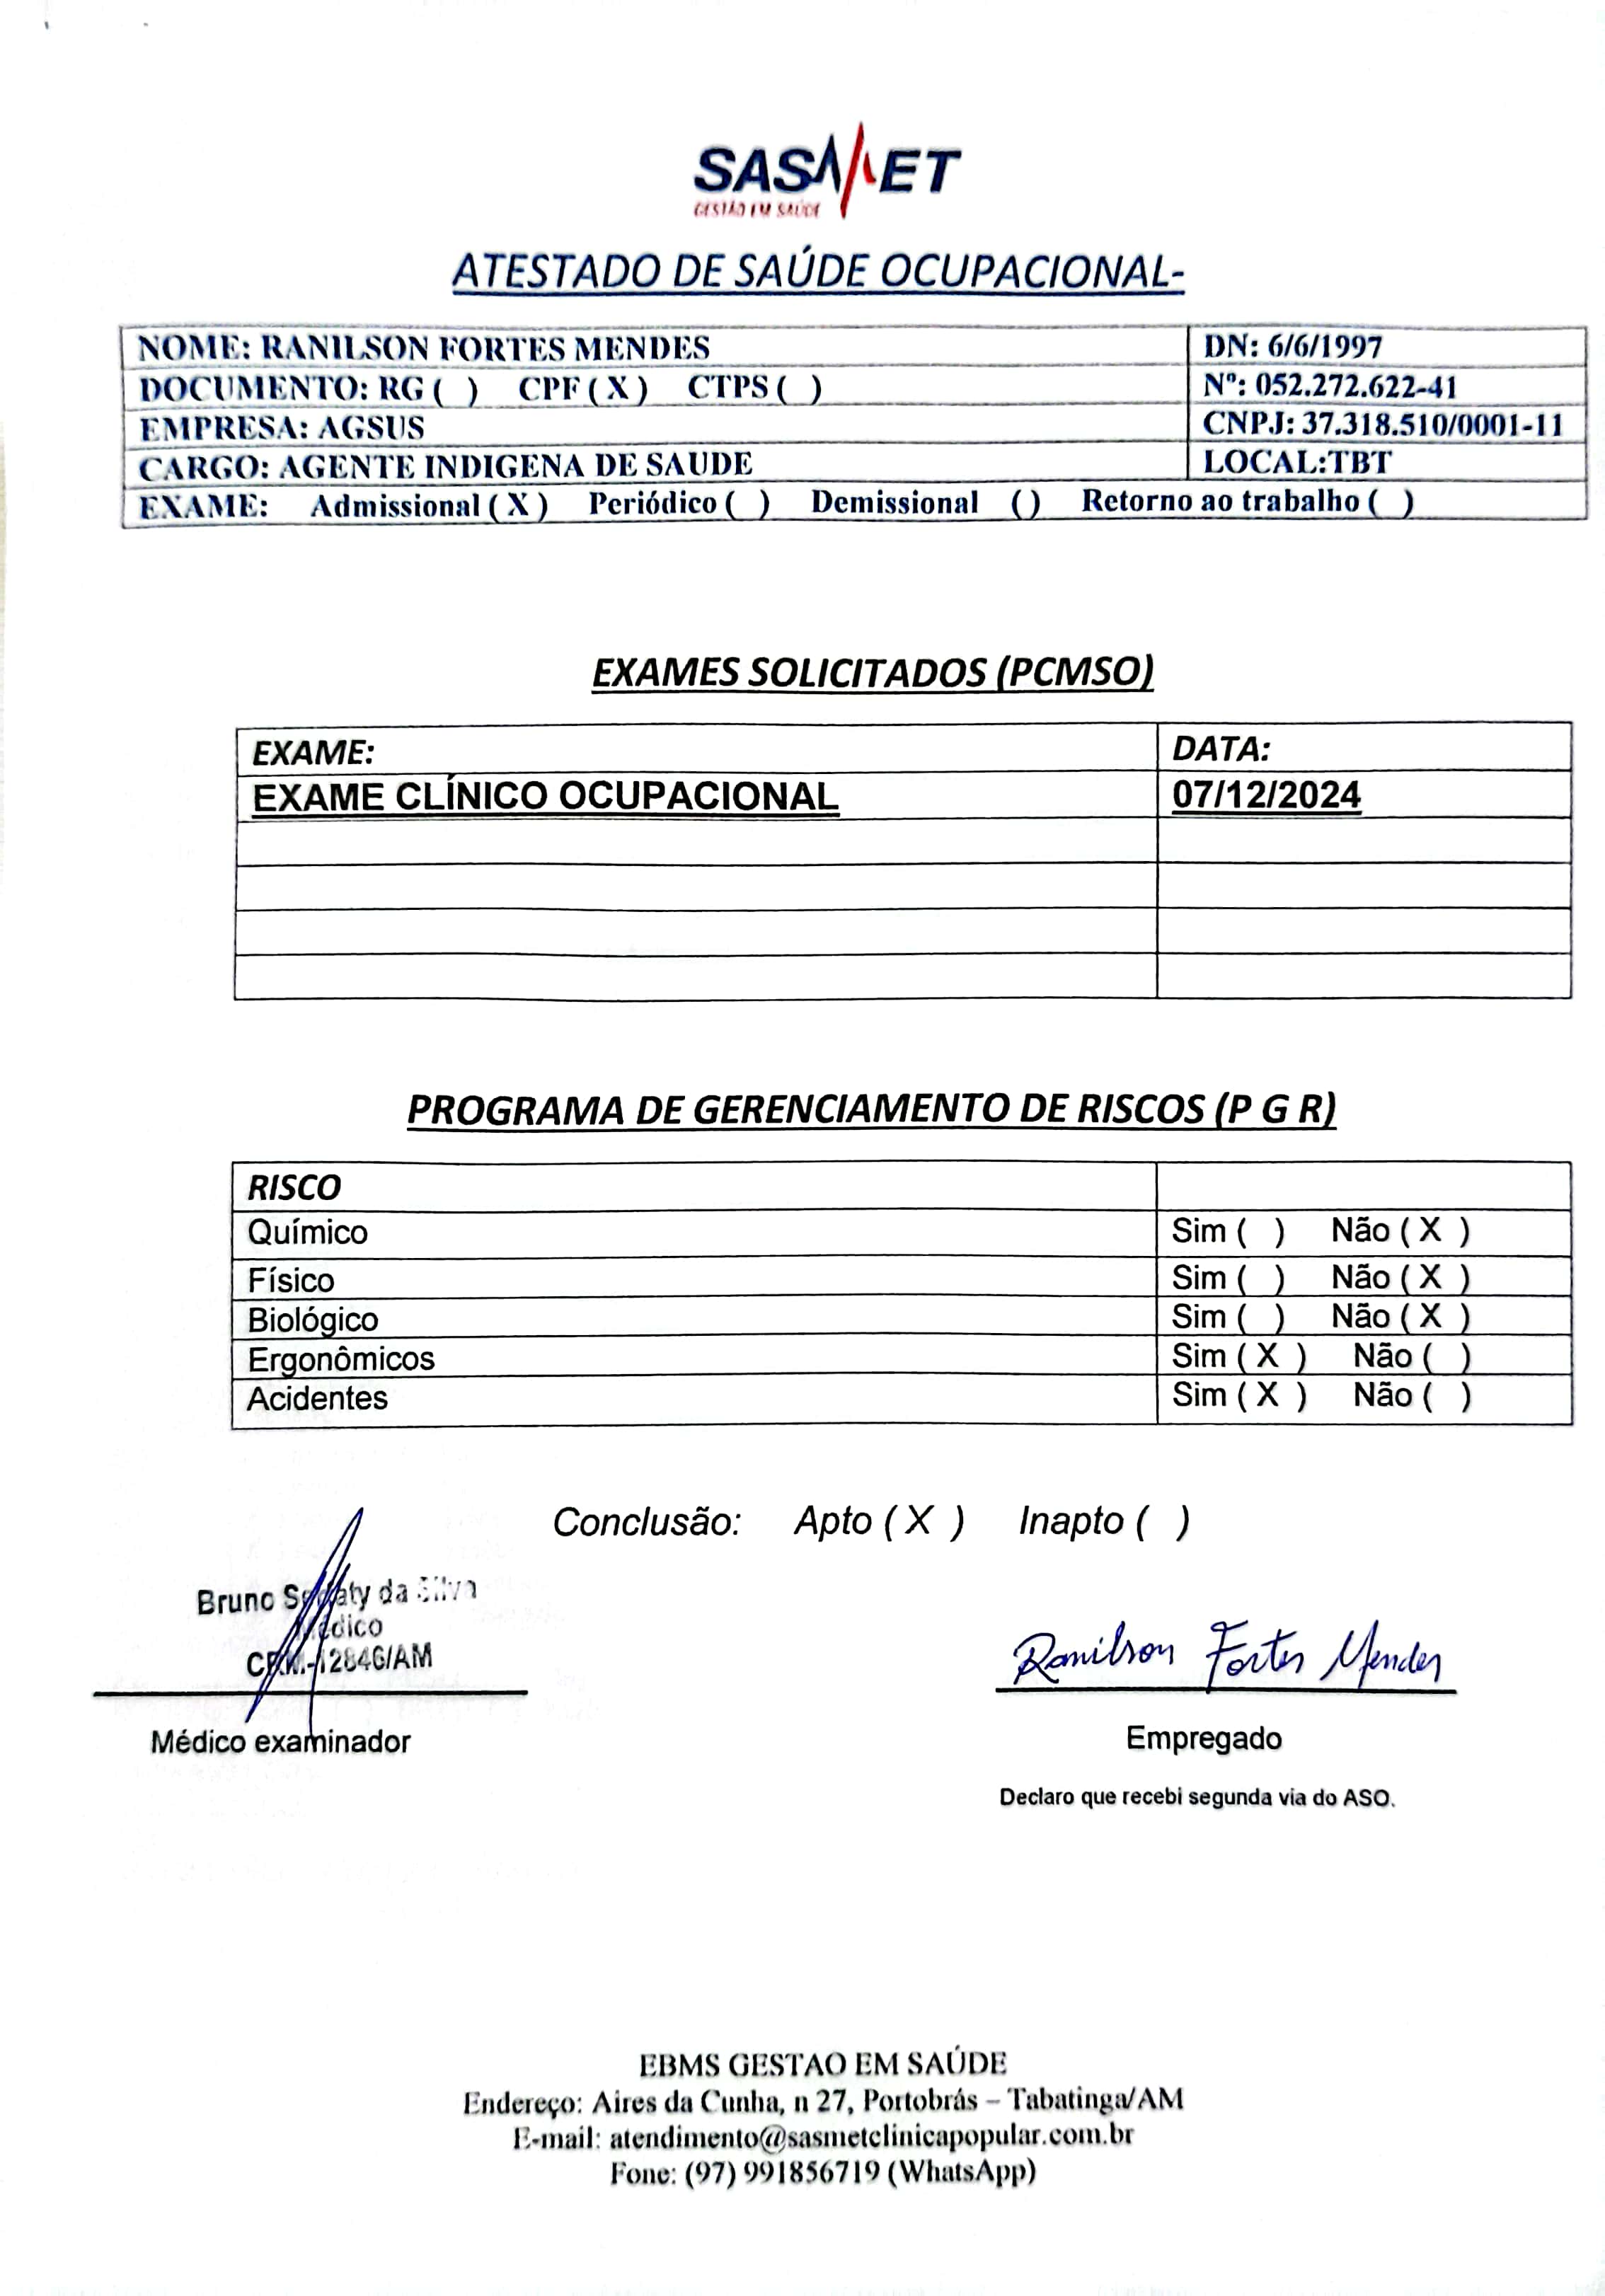 SASMET
GESTÃO EM SAÚDE
ATESTADO DE SAÚDE OCUPACIONAL-
NOME: RANILSON FORTES MENDES DN: 6/6/1997
DOCUMENTO: RG ( ) CPF ( X ) CTPS ( ) Nº: 052.272.622-41
EMPRESA: AGSUS CNPJ: 37.318.510/0001-11
CARGO: AGENTE INDIGENA DE SAUDE LOCAL:TBT
EXAME: Admissional ( X ) Periódico ( ) Demissional () Retorno ao trabalho ( )
EXAMES SOLICITADOS (PCMSO)
EXAME: DATA:
EXAME CLÍNICO OCUPACIONAL 07/12/2024
PROGRAMA DE GERENCIAMENTO DE RISCOS (P G R)
RISCO
Químico Sim ( ) Não ( X )
Físico Sim ( ) Não ( X )
Biológico Sim ( ) Não ( X )
Ergonômicos Sim ( X ) Não ( )
Acidentes Sim ( X ) Não ( )
Conclusão: Apto ( X ) Inapto ( )
Bruno da Silva
Médico
CRM.-12846/AM
Ranilson Fortes Mendes
Médico examinador
Empregado
Declaro que recebi segunda via do ASO.
EBMS GESTAO EM SAÚDE
Endereço: Aires da Cunha, n 27, Portobrás – Tabatinga/AM
E-mail: atendimento@sasmetclinicapopular.com.br
Fone: (97) 991856719 (WhatsApp)